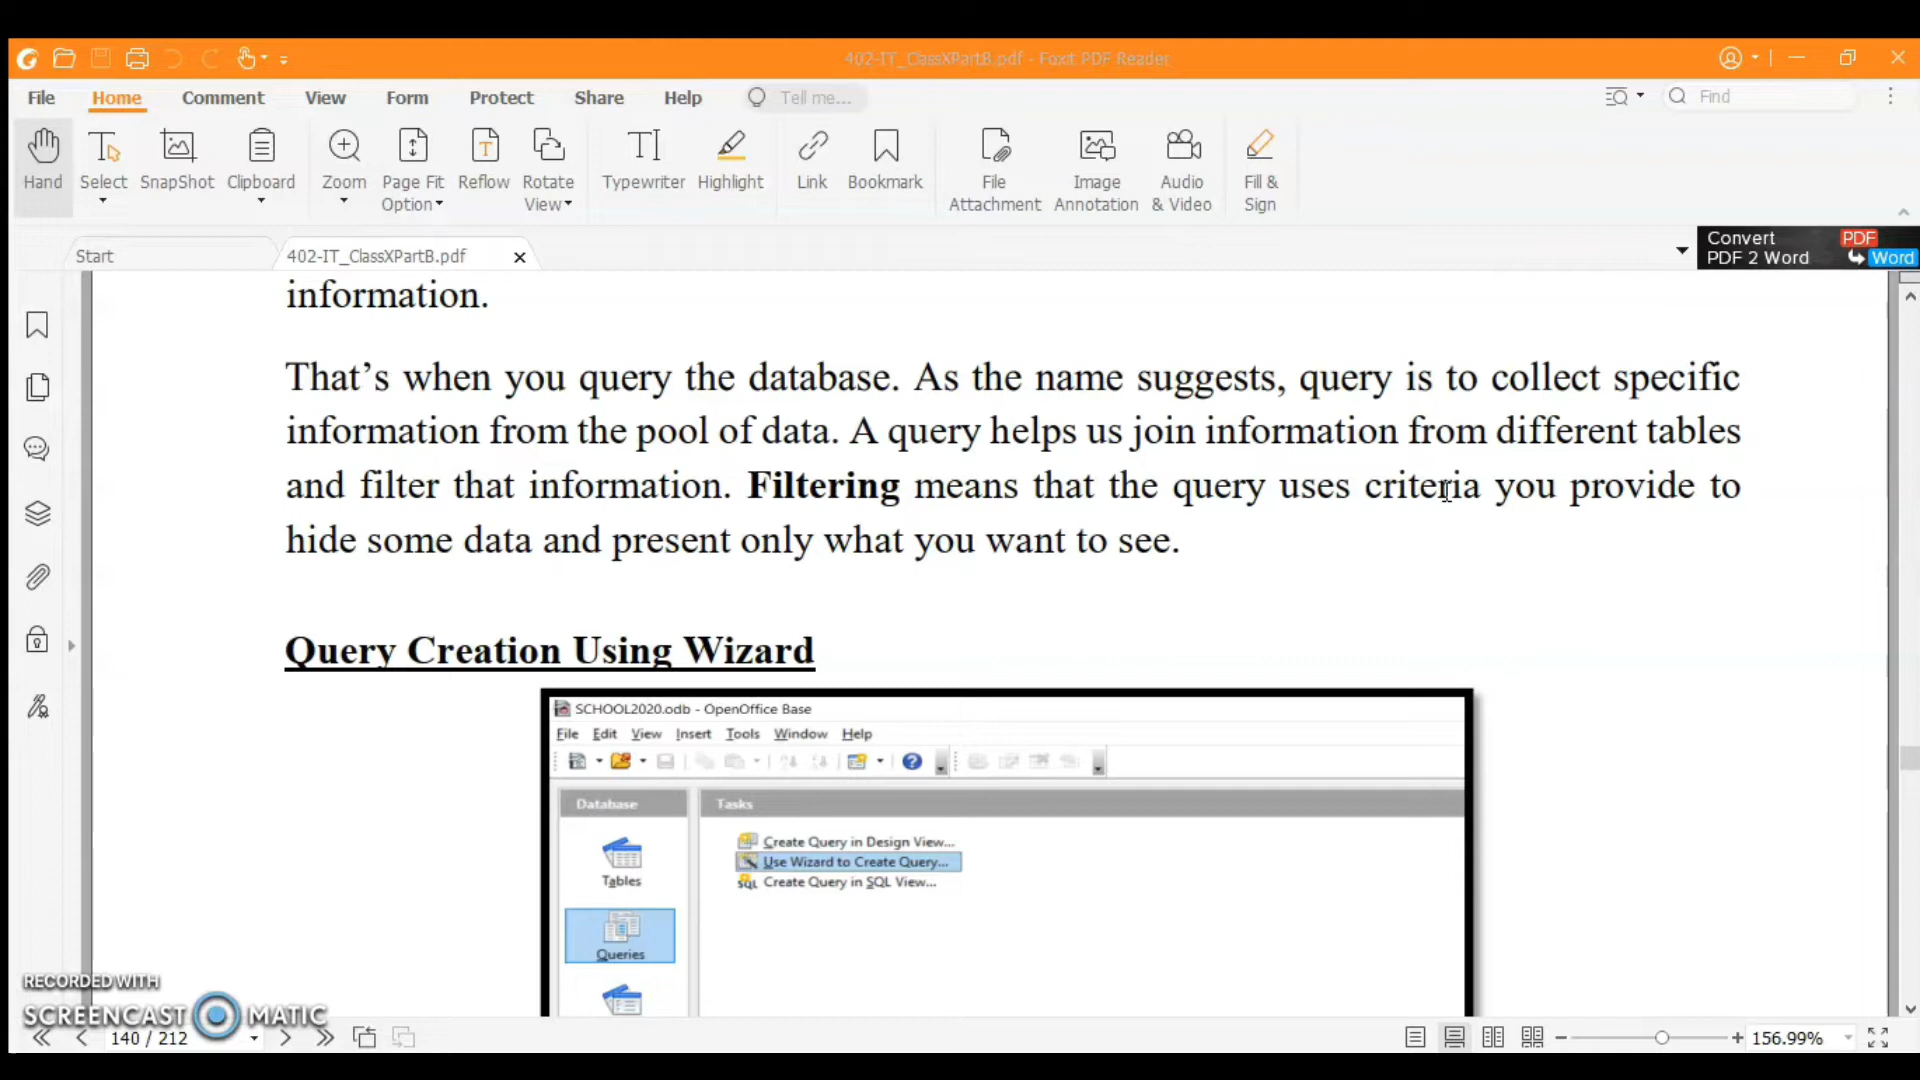 402-IT_ClassXPartB.pdf - Foxit PDF Reader
File Home Comment View Form Protect Share Help Tell me... Find
Hand Select SnapShot Clipboard Zoom Page Fit Option Reflow Rotate View Typewriter Highlight Link Bookmark File Attachment Image Annotation Audio & Video Fill & Sign
Start 402-IT_ClassXPartB.pdf
Convert PDF
PDF 2 Word Word
information.
That's when you query the database. As the name suggests, query is to collect specific
information from the pool of data. A query helps us join information from different tables
and filter that information. Filtering means that the query uses criteria you provide to
hide some data and present only what you want to see.
Query Creation Using Wizard
SCHOOL2020.odb - OpenOffice Base
File Edit View Insert Tools Window Help
Database Tasks
Create Query in Design View...
Use Wizard to Create Query...
SQL Create Query in SQL View...
Tables
Queries
RECORDED WITH
SCREENCAST MATIC
140 / 212 156.99%